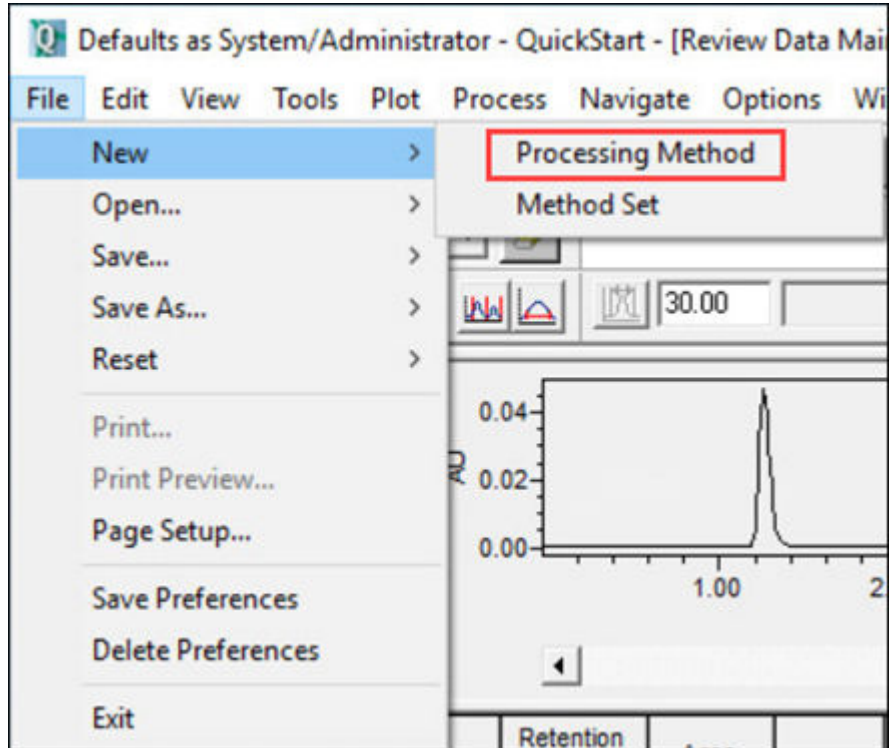 Defaults as System/Administrator - QuickStart - [Review Data Mai
File Edit View Tools Plot Process Navigate Options Wi
New
Processing Method
Open...
Method Set
Save...
Save As...
30.00
Reset
Print...
Print Preview...
Page Setup...
Save Preferences
Delete Preferences
Exit
0.04
0.02
0.00
AU
1.00
2.
Retention